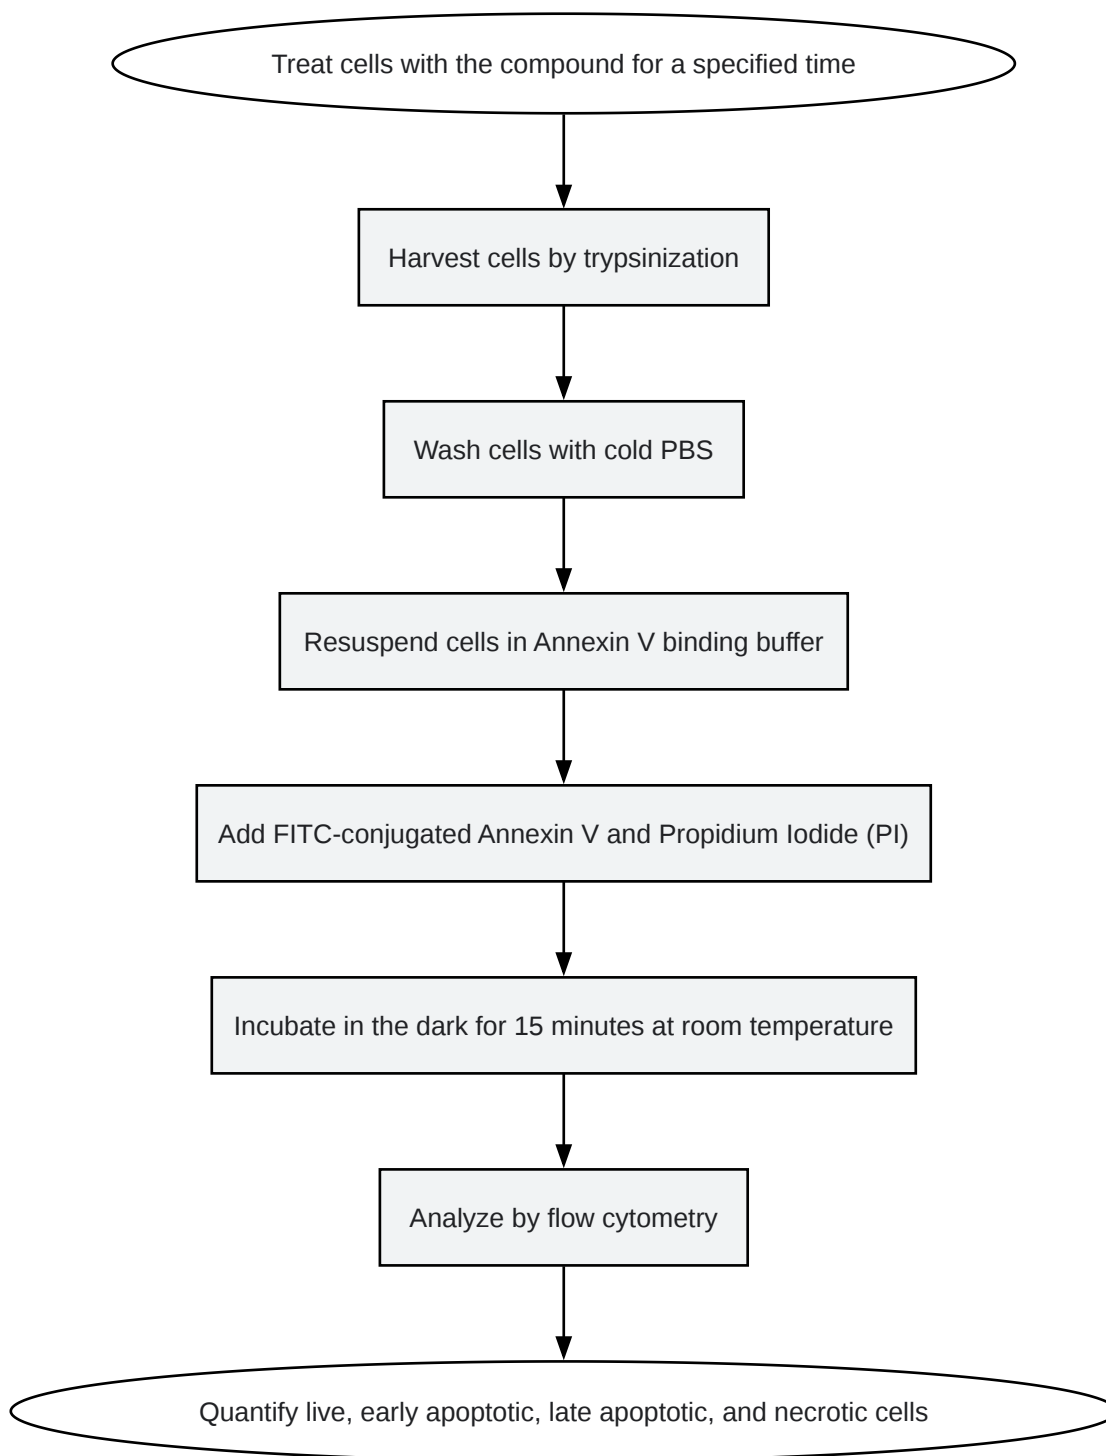 Treat cells with the compound for a specified time
Harvest cells by trypsinization
Wash cells with cold PBS
Resuspend cells in Annexin V binding buffer
Add FITC-conjugated Annexin V and Propidium Iodide (PI)
Incubate in the dark for 15 minutes at room temperature
Analyze by flow cytometry
Quantify live, early apoptotic, late apoptotic, and necrotic cells